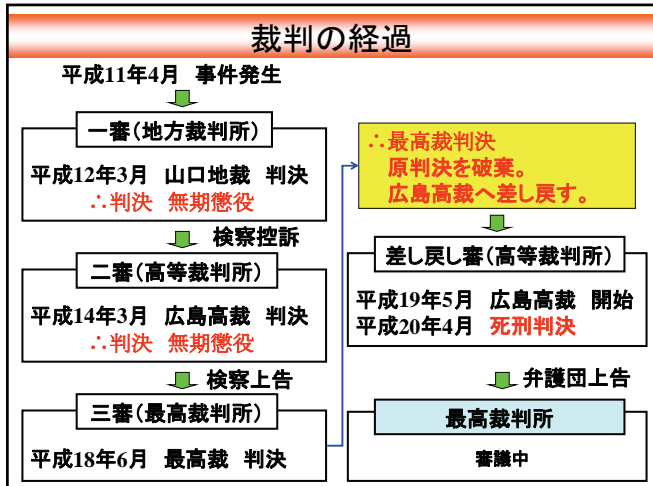 裁判の経過
平成11年4月 事件発生
一審（地方裁判所）
平成12年3月 山口地裁 判決
∴判決 無期懲役
検察控訴
二審（高等裁判所）
平成14年3月 広島高裁 判決
∴判決 無期懲役
検察上告
三審（最高裁判所）
平成18年6月 最高裁 判決
∴最高裁判決
原判決を破棄。
広島高裁へ差し戻す。
差し戻し審（高等裁判所）
平成19年5月 広島高裁 開始
平成20年4月 死刑判決
弁護団上告
最高裁判所
審議中